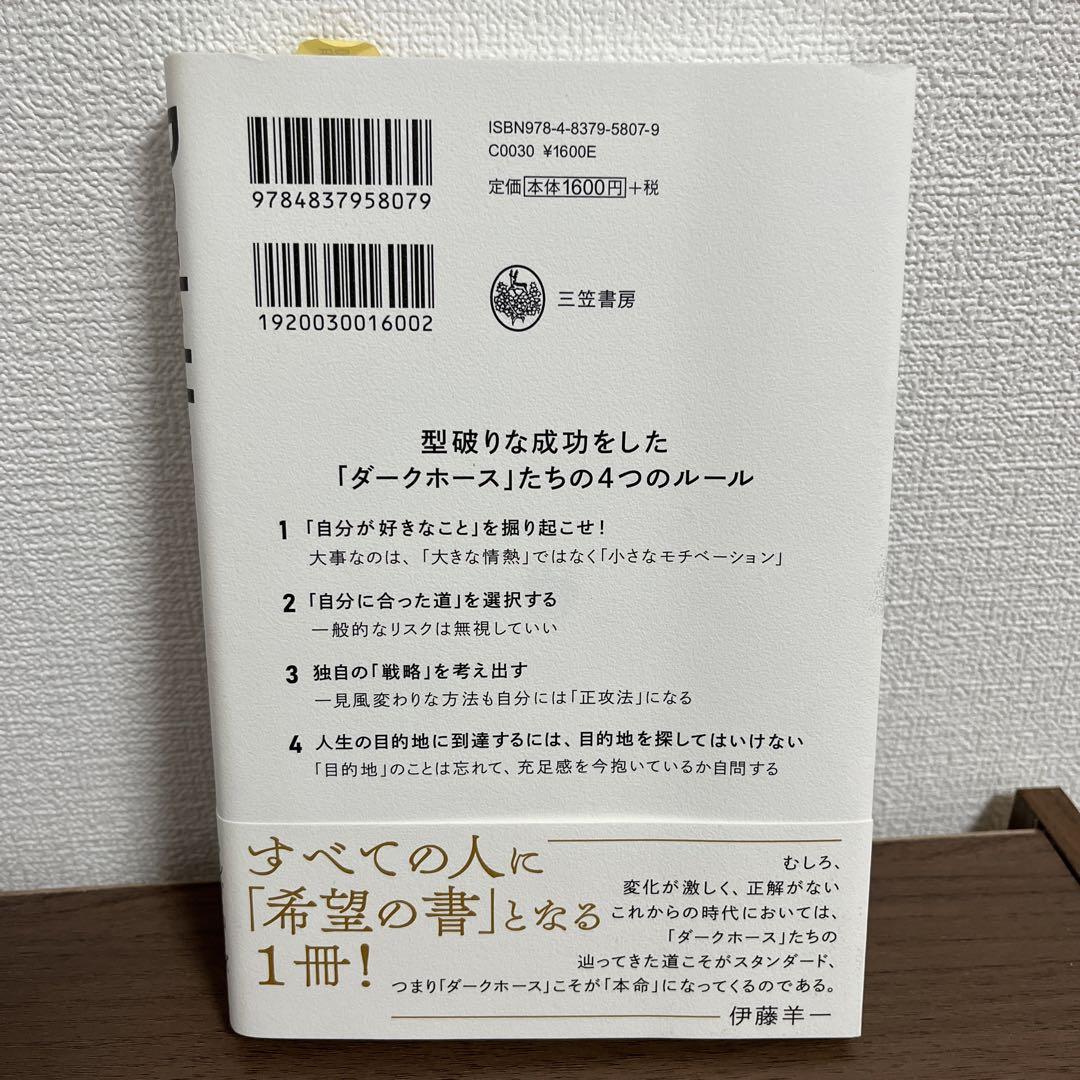 ISBN978-4-8379-5807-9
C0030 ¥1600E
定価 本体1600円 +税
9784837958079
1920030016002
三笠書房
型破りな成功をした
「ダークホース」たちの4つのルール
1 「自分が好きなこと」を掘り起こせ!
大事なのは、「大きな情熱」ではなく「小さなモチベーション」
2 「自分に合った道」を選択する
一般的なリスクは無視していい
3 独自の「戦略」を考え出す
一見風変わりな方法も自分には「正攻法」になる
4 人生の目的地に到達するには、目的地を探してはいけない
「目的地」のことは忘れて、充足感を今抱いているか自問する
すべての人に
「希望の書」となる
1冊!
むしろ、
変化が激しく、正解がない
これからの時代においては、
「ダークホース」たちの
辿ってきた道こそがスタンダード、
つまり「ダークホース」こそが「本命」になってくるのである。
伊藤羊一